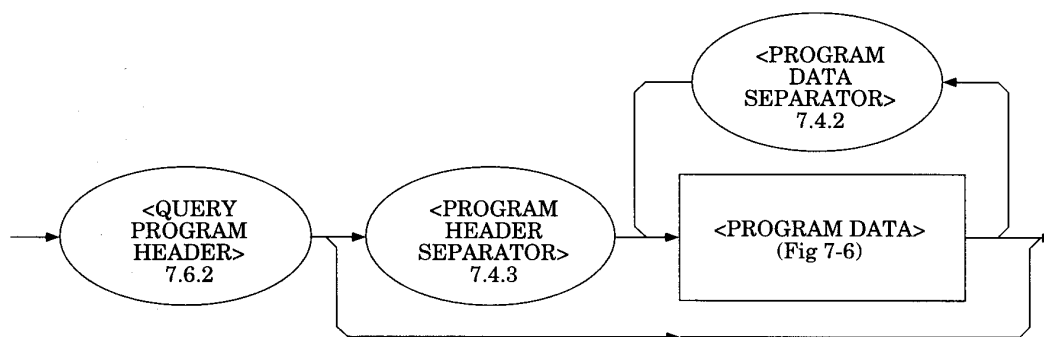 <PROGRAM
DATA
SEPARATOR>
7.4.2
<QUERY
PROGRAM
HEADER>
7.6.2
<PROGRAM
HEADER
SEPARATOR>
7.4.3
<PROGRAM DATA>
(Fig 7-6)